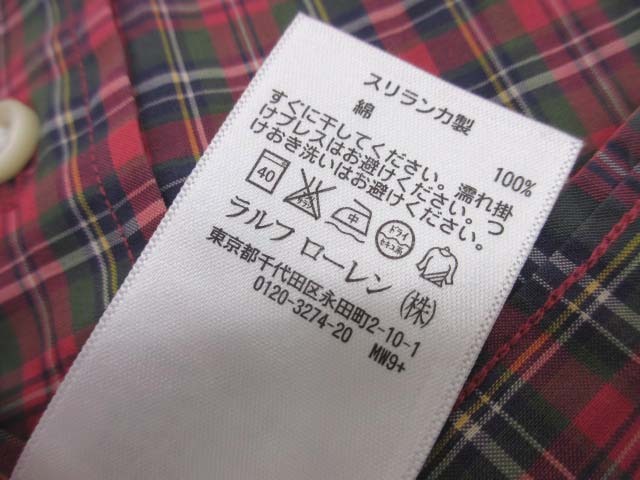 スリランカ製
綿 100%
すぐに干してください。濡れ掛
けプレスはお避けください。つ
けおき洗いはお避けください。
40 中 ドライ セキユ系
ラルフ ローレン (株)
東京都千代田区永田町2-10-1
0120-3274-20 MW9+